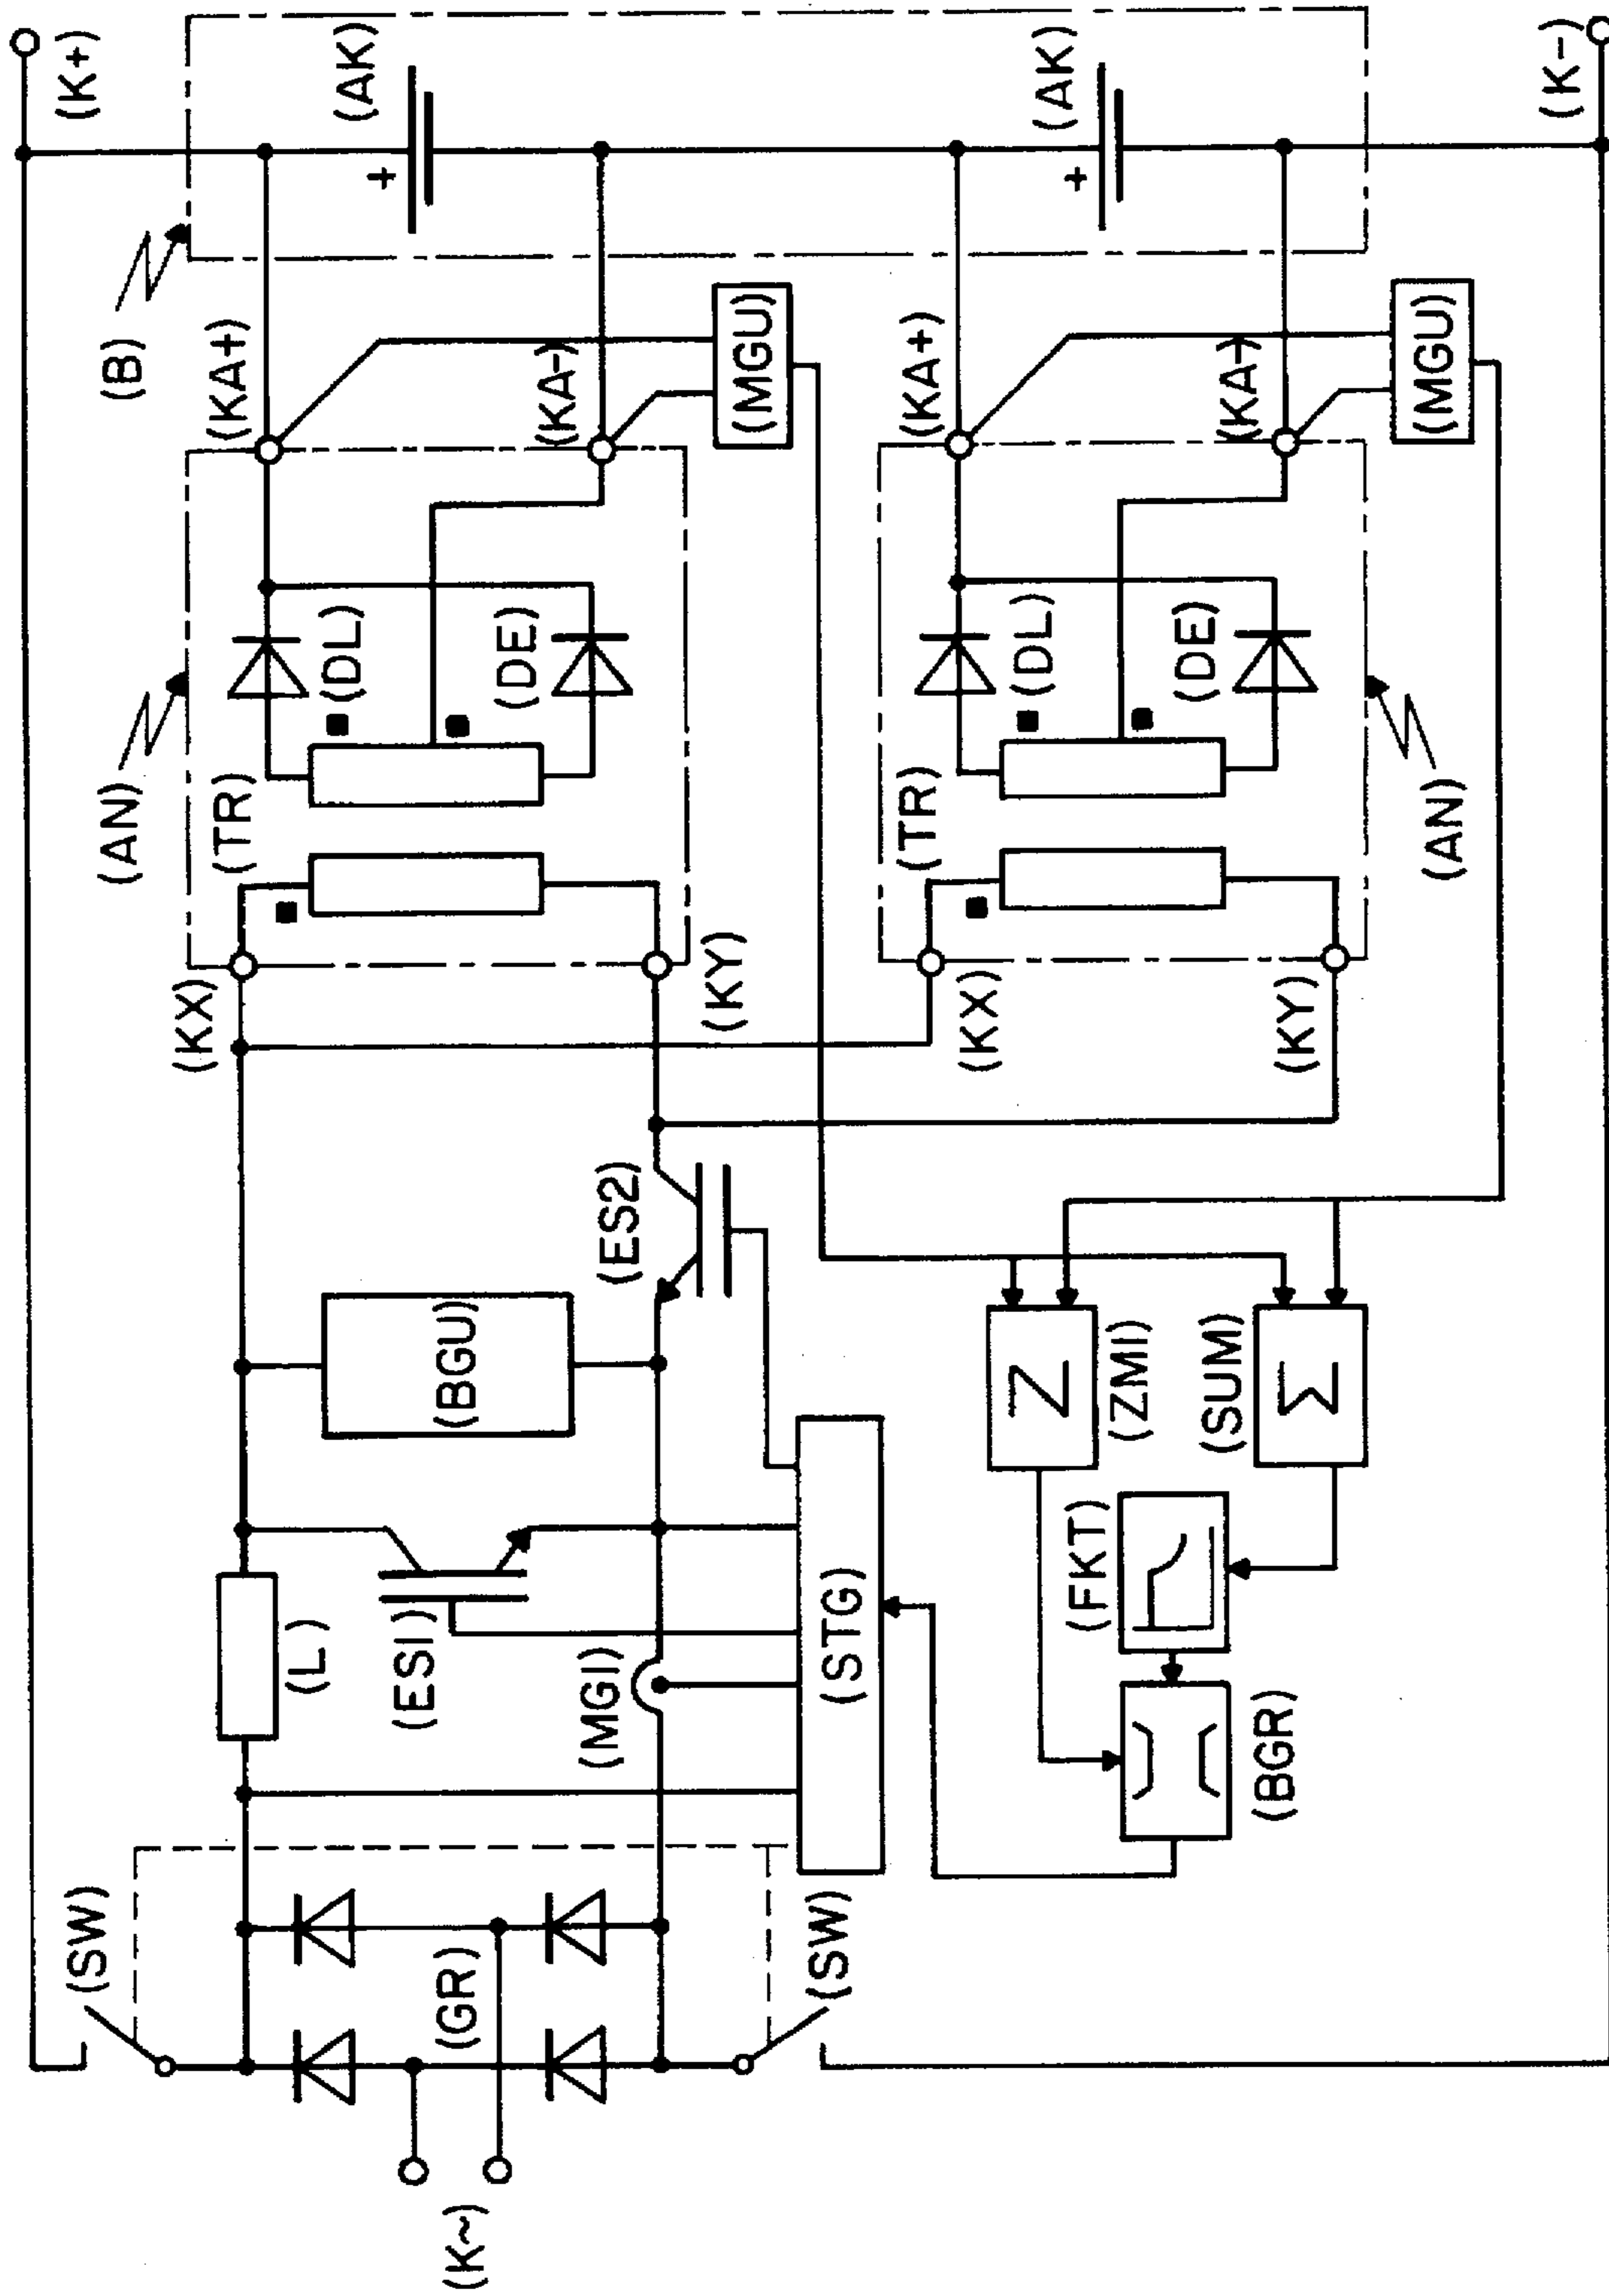 (SW)
(K+)
(B)
(AN)
(KX)
(TR)
(KA+)
(L)
(DL)
(AK)
+
(ESI)
(K~)
(GR)
(BGU)
(DE)
(KA-)
(MGI)
(ES2)
(KY)
(MGU)
(SW)
(STG)
(TR)
(KA+)
(KX)
(DL)
Z
(AK)
+
(FKT)
(ZMI)
(DE)
(SUM)
(KA-)
(BGR)
(KY)
Σ
(MGU)
(AN)
(K-)